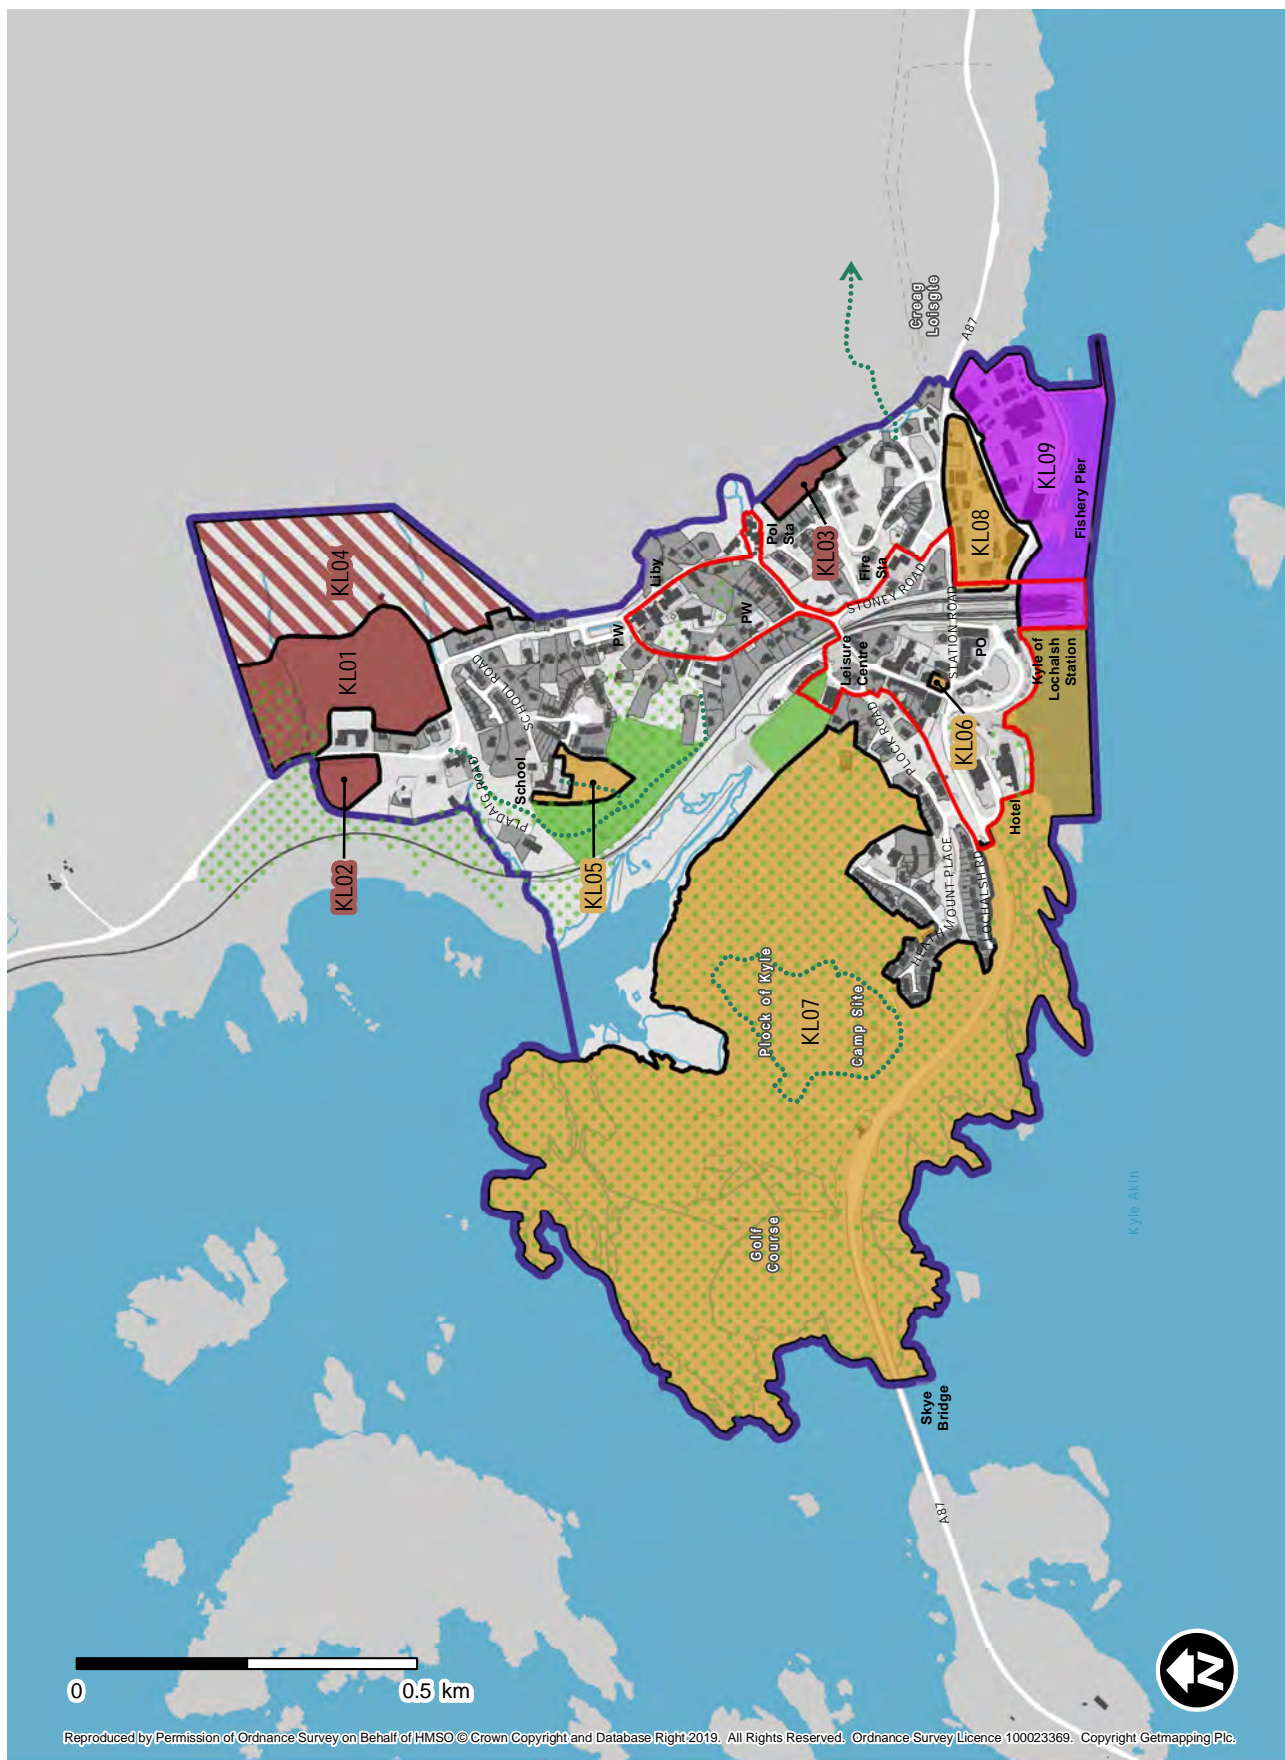 KL04
KL01
KL02
SCHOOL ROAD
PLADAIG ROAD
School
KL05
PW
Liby
PW
Pol
Sta
KL03
Fire
Sta
STONEY ROAD
Creag
Loisgte
A87
KL09
Fishery Pier
KL08
STATION ROAD
PO
Kyle of
Lochalsh
Station
Leisure
Centre
KL06
PLOCK ROAD
Hotel
LOCHALSH RD
HEATH MOUNT PLACE
Plock of Kyle
KL07
Camp Site
Golf
Course
Kyle Akin
Skye
Bridge
A87
0
0.5 km
N
Reproduced by Permission of Ordnance Survey on Behalf of HMSO © Crown Copyright and Database Right 2019. All Rights Reserved. Ordnance Survey Licence 100023369. Copyright Getmapping Plc.